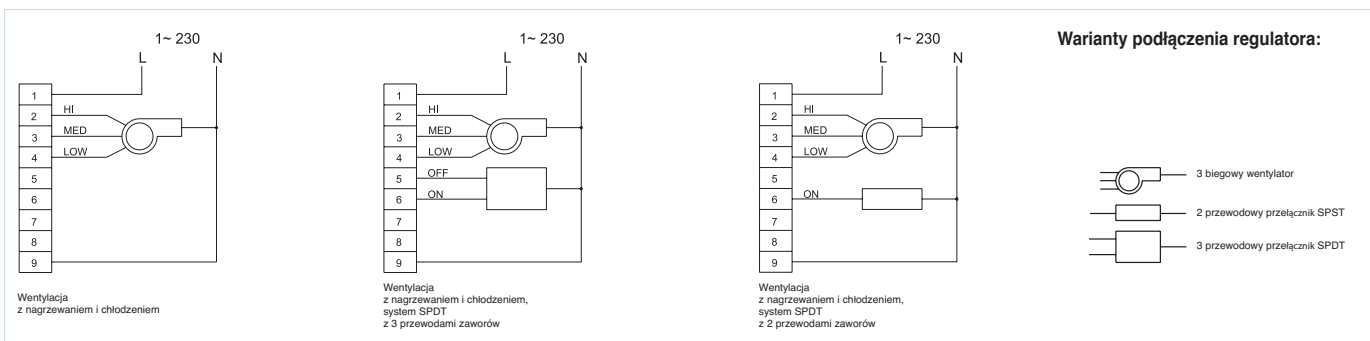 1~ 230
L
N
1
2
3
4
5
6
7
8
9
HI
MED
LOW
Wentylacja
z nagrzewaniem i chłodzeniem
1~ 230
L
N
1
2
3
4
5
6
7
8
9
HI
MED
LOW
OFF
ON
Wentylacja
z nagrzewaniem i chłodzeniem,
system SPDT
z 3 przewodami zaworów
1~ 230
L
N
1
2
3
4
5
6
7
8
9
HI
MED
LOW
ON
Wentylacja
z nagrzewaniem i chłodzeniem,
system SPDT
z 2 przewodami zaworów
Warianty podłączenia regulatora:
3 biegowy wentylator
2 przewodowy przełącznik SPST
3 przewodowy przełącznik SPDT